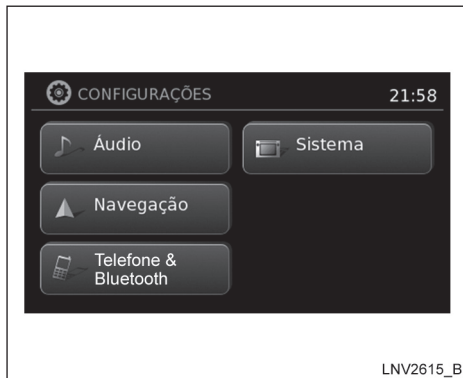 CONFIGURAÇÕES 21:58
Áudio
Sistema
Navegação
Telefone &
Bluetooth
LNV2615_B